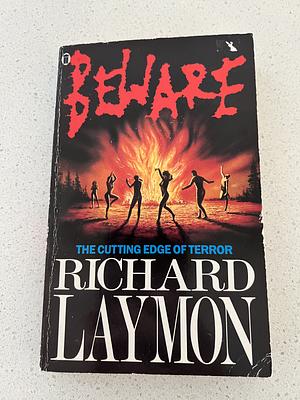 BEWARE
THE CUTTING EDGE OF TERROR
RICHARD
LAYMON